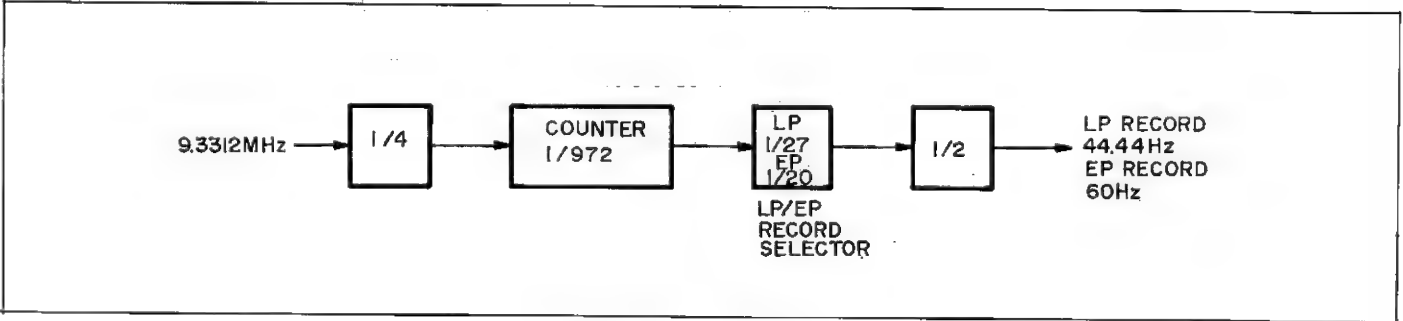 9.3312MHz
1/4
COUNTER
1/972
LP
1/27
EP
1/20
LP/EP
RECORD
SELECTOR
1/2
LP RECORD
44.44Hz
EP RECORD
60Hz